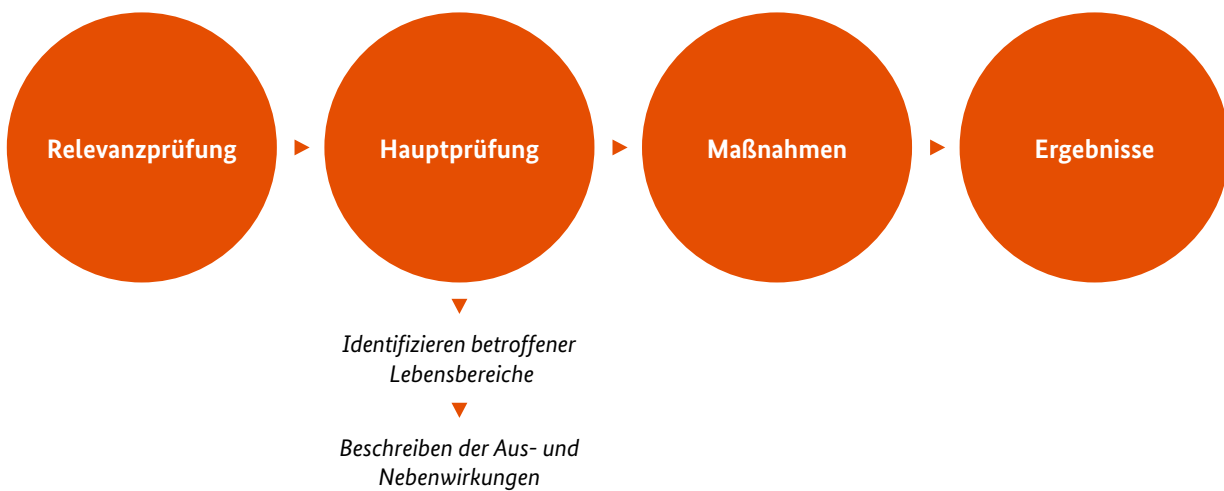 Relevanzprüfung
Hauptprüfung
Maßnahmen
Ergebnisse
Identifizieren betroffener
Lebensbereiche
Beschreiben der Aus- und
Nebenwirkungen